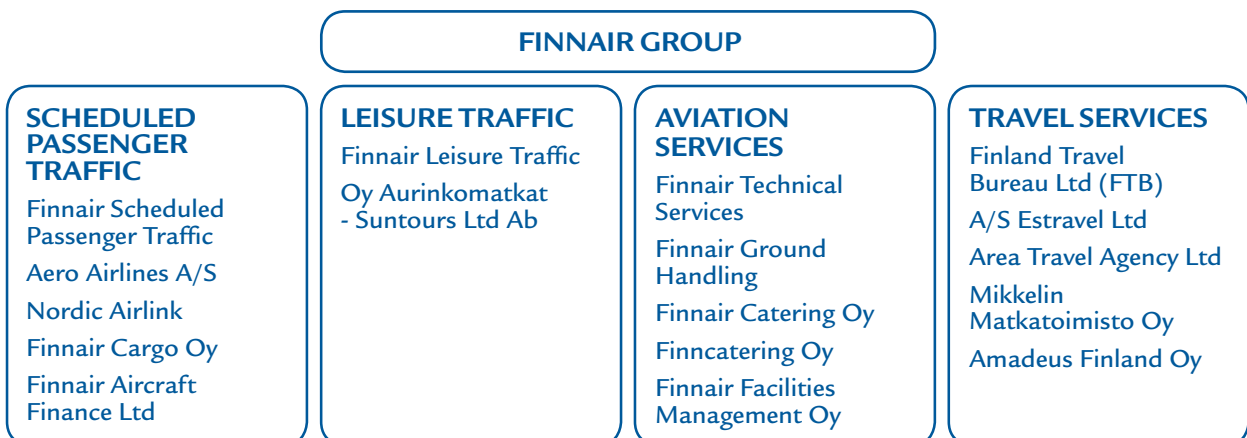 FINNAIR GROUP
SCHEDULED
PASSENGER
TRAFFIC
Finnair Scheduled
Passenger Traffic
Aero Airlines A/S
Nordic Airlink
Finnair Cargo Oy
Finnair Aircraft
Finance Ltd
LEISURE TRAFFIC
Finnair Leisure Traffic
Oy Aurinkomatkat
- Suntours Ltd Ab
AVIATION
SERVICES
Finnair Technical
Services
Finnair Ground
Handling
Finnair Catering Oy
Finncatering Oy
Finnair Facilities
Management Oy
TRAVEL SERVICES
Finland Travel
Bureau Ltd (FTB)
A/S Estravel Ltd
Area Travel Agency Ltd
Mikkelin
Matkatoimisto Oy
Amadeus Finland Oy